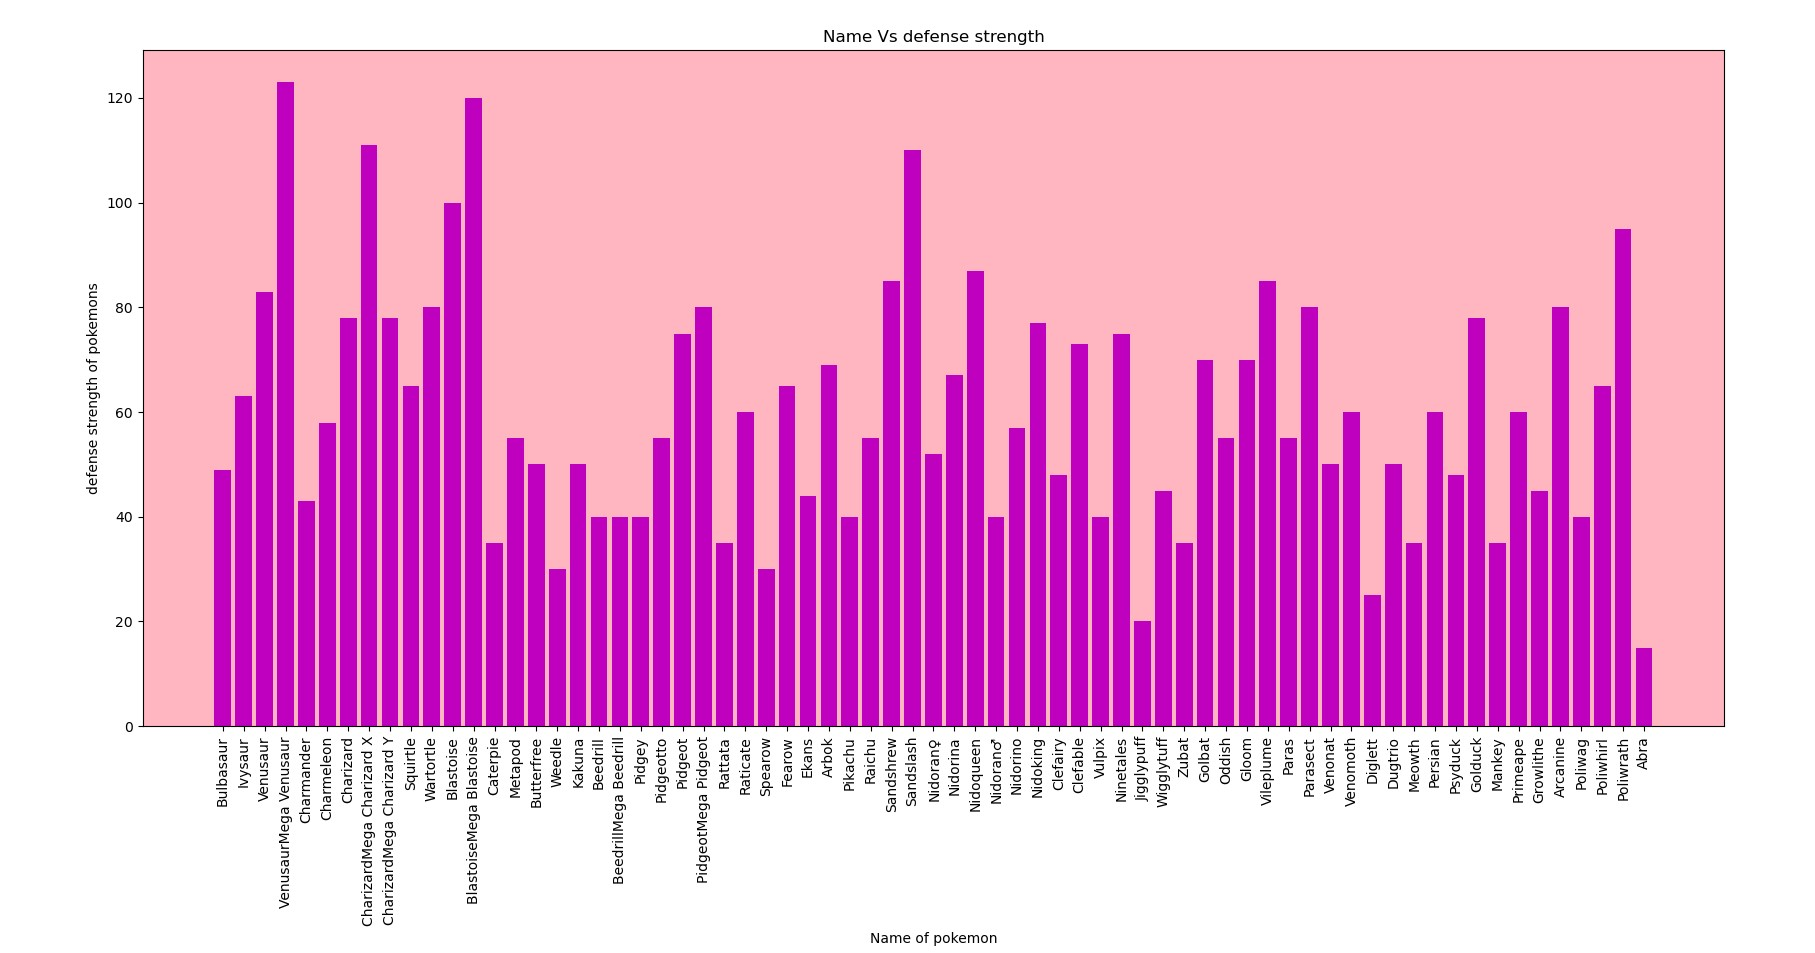 Name Vs defense strength
defense strength of pokemons
120
100
80
60
40
20
0
Bulbasaur
Ivysaur
Venusaur
VenusaurMega Venusaur
Charmander
Charmeleon
Charizard
CharizardMega Charizard X
CharizardMega Charizard Y
Squirtle
Wartortle
Blastoise
BlastoiseMega Blastoise
Caterpie
Metapod
Butterfree
Weedle
Kakuna
Beedrill
BeedrillMega Beedrill
Pidgey
Pidgeotto
Pidgeot
PidgeotMega Pidgeot
Rattata
Raticate
Spearow
Fearow
Ekans
Arbok
Pikachu
Raichu
Sandshrew
Sandslash
Nidoran♀
Nidorina
Nidoqueen
Nidoran♂
Nidorino
Nidoking
Clefairy
Clefable
Vulpix
Ninetales
Jigglypuff
Wigglytuff
Zubat
Golbat
Oddish
Gloom
Vileplume
Paras
Parasect
Venonat
Venomoth
Diglett
Dugtrio
Meowth
Persian
Psyduck
Golduck
Mankey
Primeape
Growlithe
Arcanine
Poliwag
Poliwhirl
Poliwrath
Abra
Name of pokemon